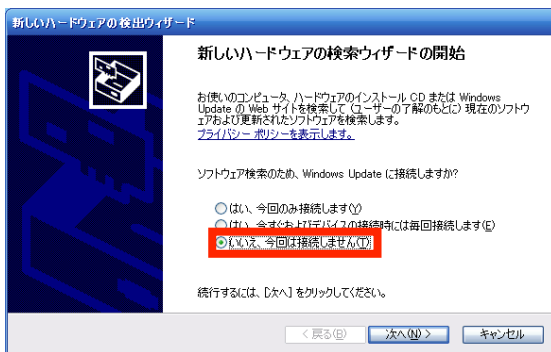 新しいハードウェアの検出ウィザード
新しいハードウェアの検索ウィザードの開始
お使いのコンピュータ、ハードウェアのインストール CD または Windows
Update の Web サイトを検索して (ユーザーの了解のもとに) 現在のソフトウ
ェアおよび更新されたソフトウェアを検索します。
プライバシー ポリシーを表示します。
ソフトウェア検索のため、Windows Update に接続しますか?
はい、今回のみ接続します(Y)
はい、今すぐおよびデバイスの接続時には毎回接続します(E)
いいえ、今回は接続しません(T)
続行するには、[次へ] をクリックしてください。
< 戻る(B)
次へ(N) >
キャンセル